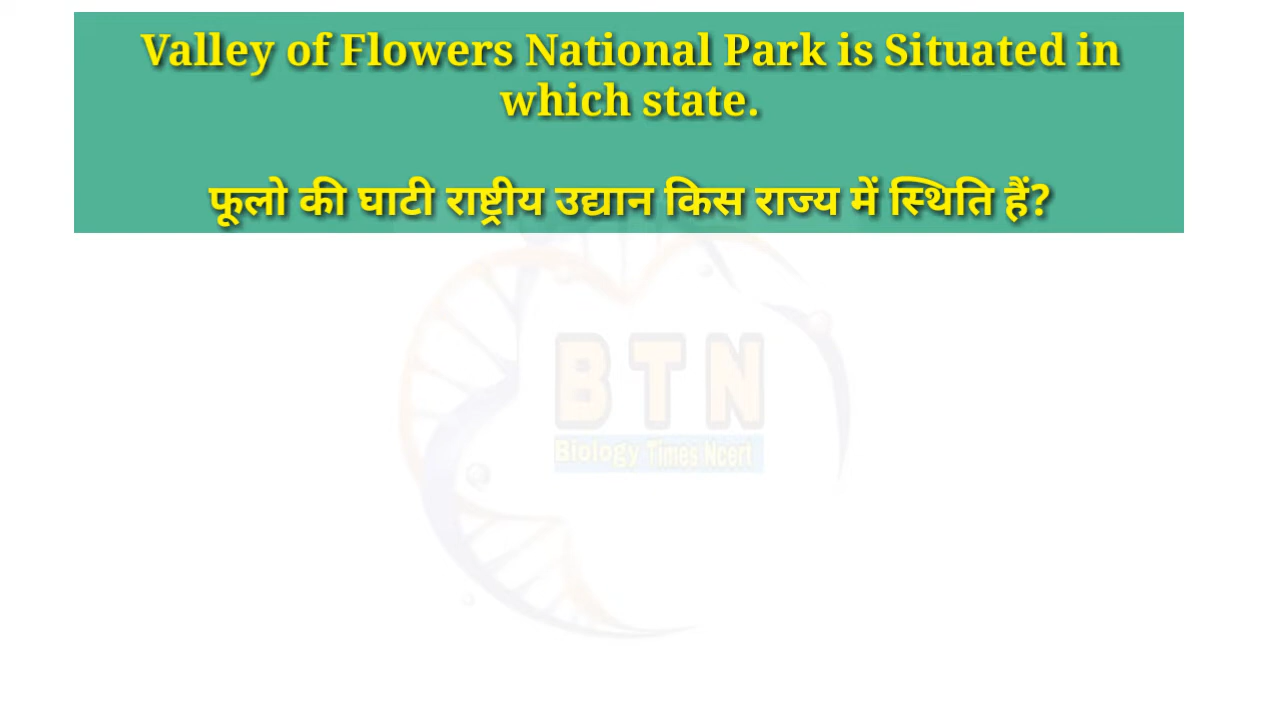 Valley of Flowers National Park is Situated in
which state.
फूलो की घाटी राष्ट्रीय उद्यान किस राज्य में स्थिति हैं?
BTN
Biology Times Ncert